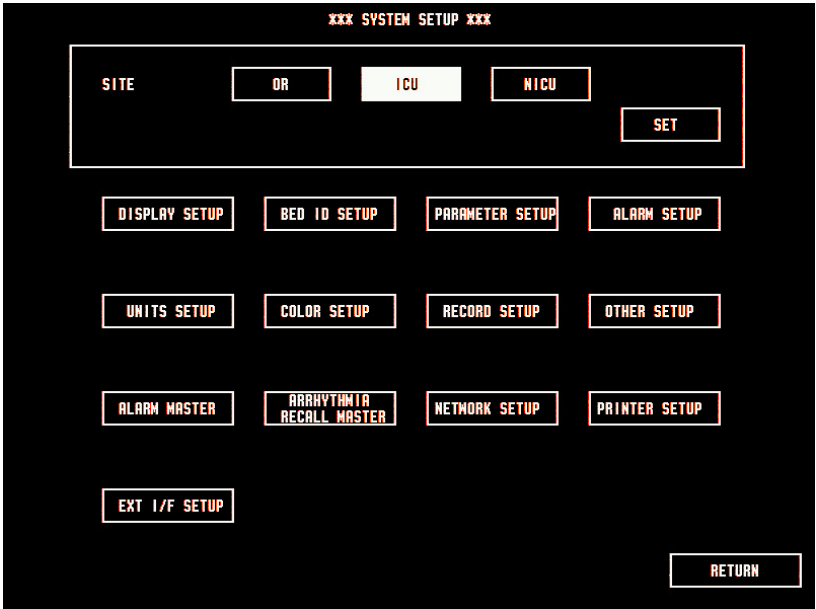 *** SYSTEM SETUP ***
SITE OR ICU NICU
SET
DISPLAY SETUP BED ID SETUP PARAMETER SETUP ALARM SETUP
UNITS SETUP COLOR SETUP RECORD SETUP OTHER SETUP
ALARM MASTER ARRHYTHMIA RECALL MASTER NETWORK SETUP PRINTER SETUP
EXT I/F SETUP
RETURN